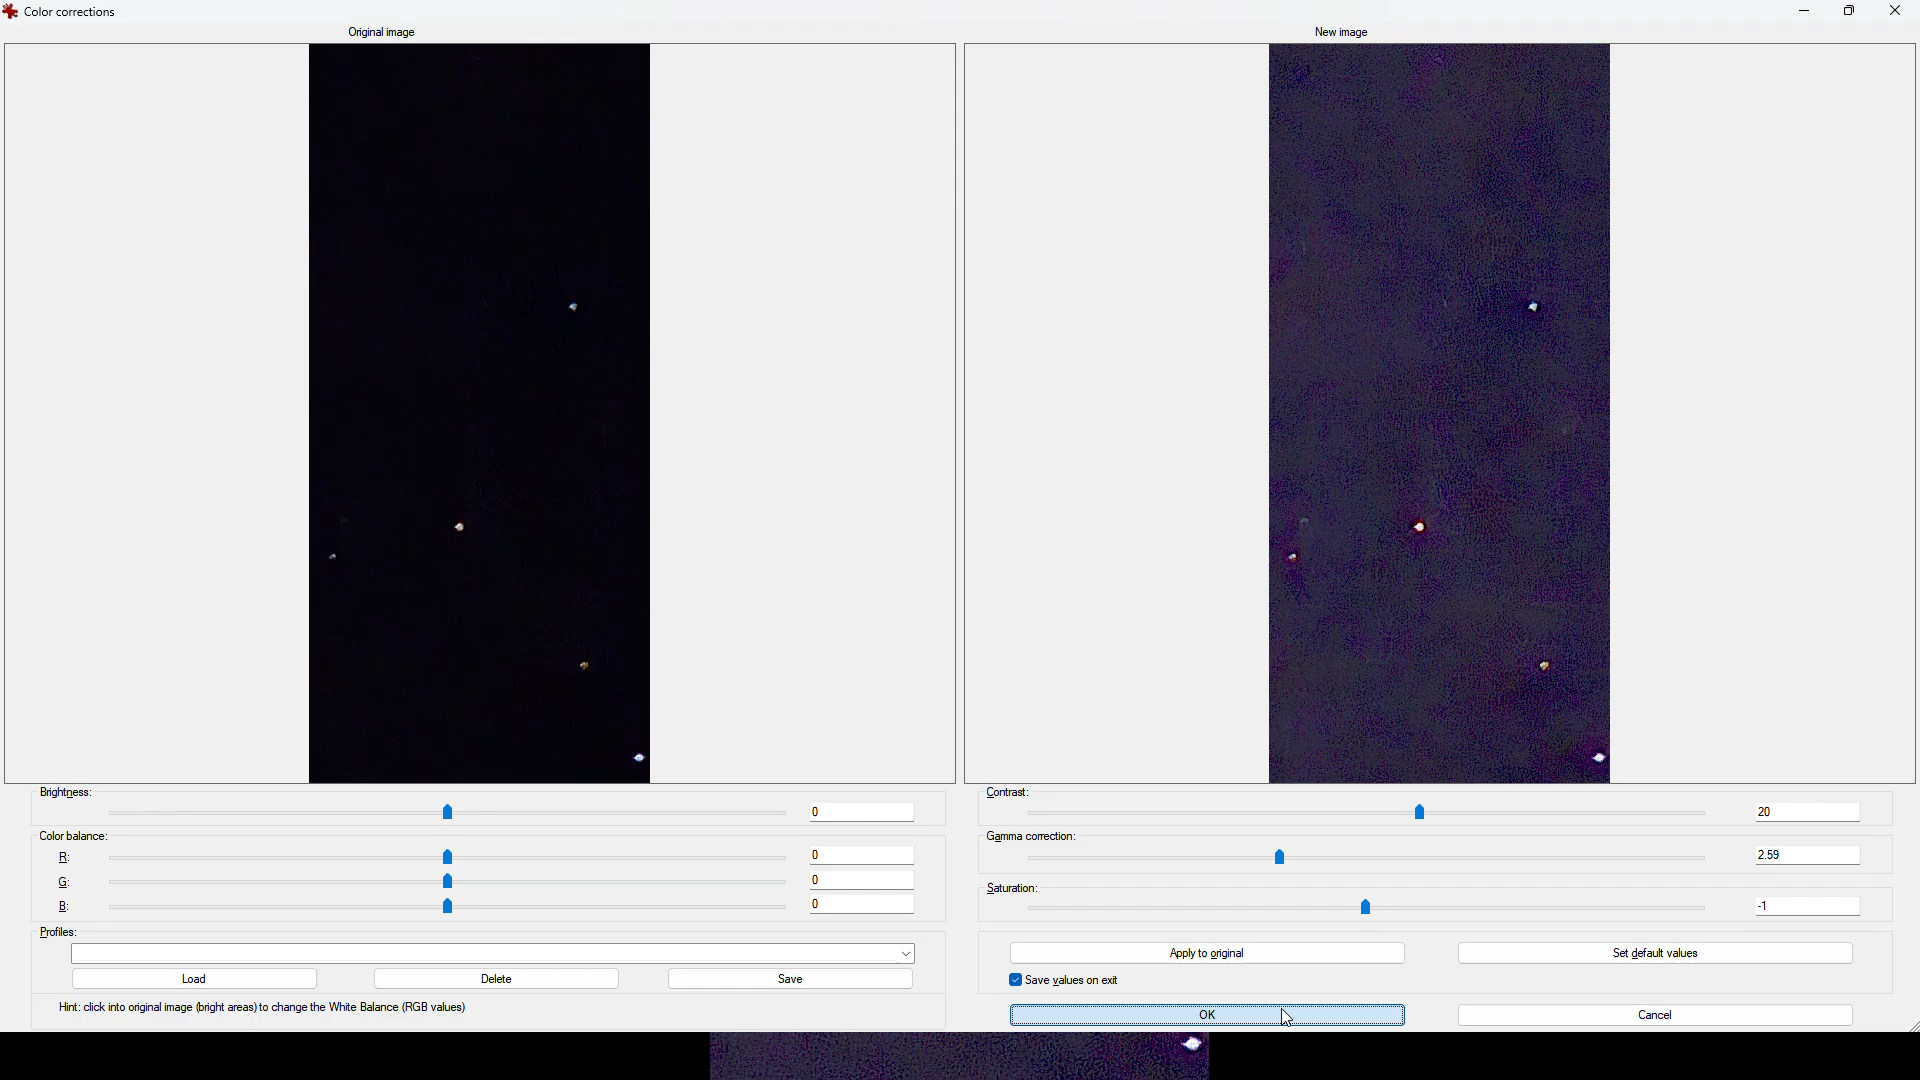 Color corrections
Original image
New image
Brightness:
0
Color balance:
R:
0
G:
0
B:
0
Profiles:
Load
Delete
Save
Hint: click into original image (bright areas) to change the White Balance (RGB values)
Contrast:
20
Gamma correction:
2.59
Saturation:
-1
Apply to original
Set default values
Save values on exit
OK
Cancel